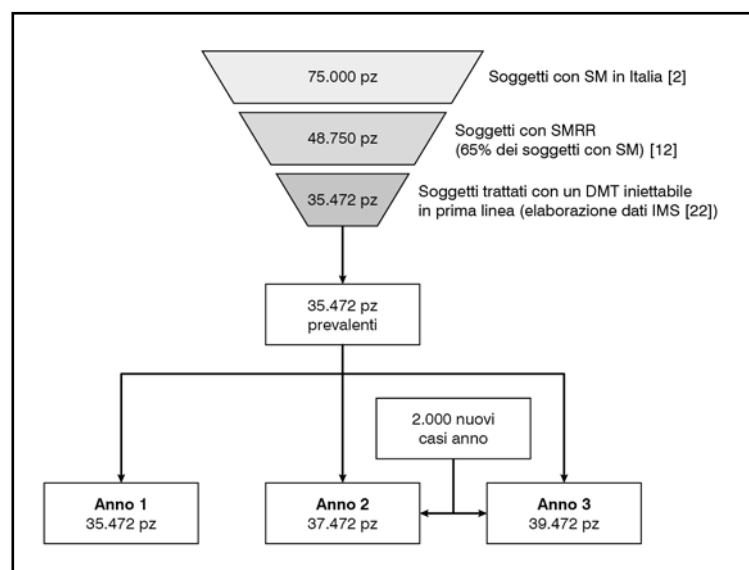 75.000 pz
Soggetti con SM in Italia [2]
48.750 pz
Soggetti con SMRR
(65% dei soggetti con SM) [12]
35.472 pz
Soggetti trattati con un DMT iniettabile
in prima linea (elaborazione dati IMS [22])
35.472 pz
prevalenti
2.000 nuovi
casi anno
Anno 1
35.472 pz
Anno 2
37.472 pz
Anno 3
39.472 pz